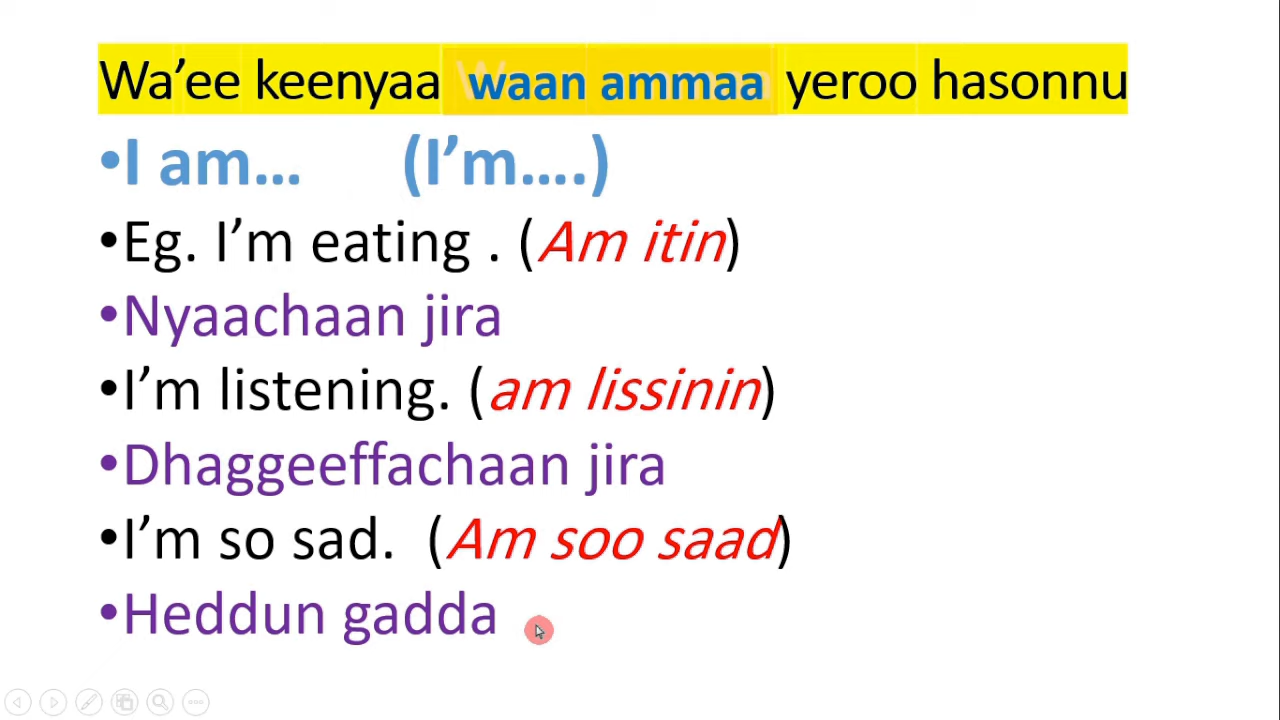 Wa’ee keenyaa waan ammaa yeroo hasonnu
•I am... (I’m....)
•Eg. I’m eating . (Am itin)
•Nyaachaan jira
•I’m listening. (am lissinin)
•Dhaggeeffachaan jira
•I’m so sad. (Am soo saad)
•Heddun gadda